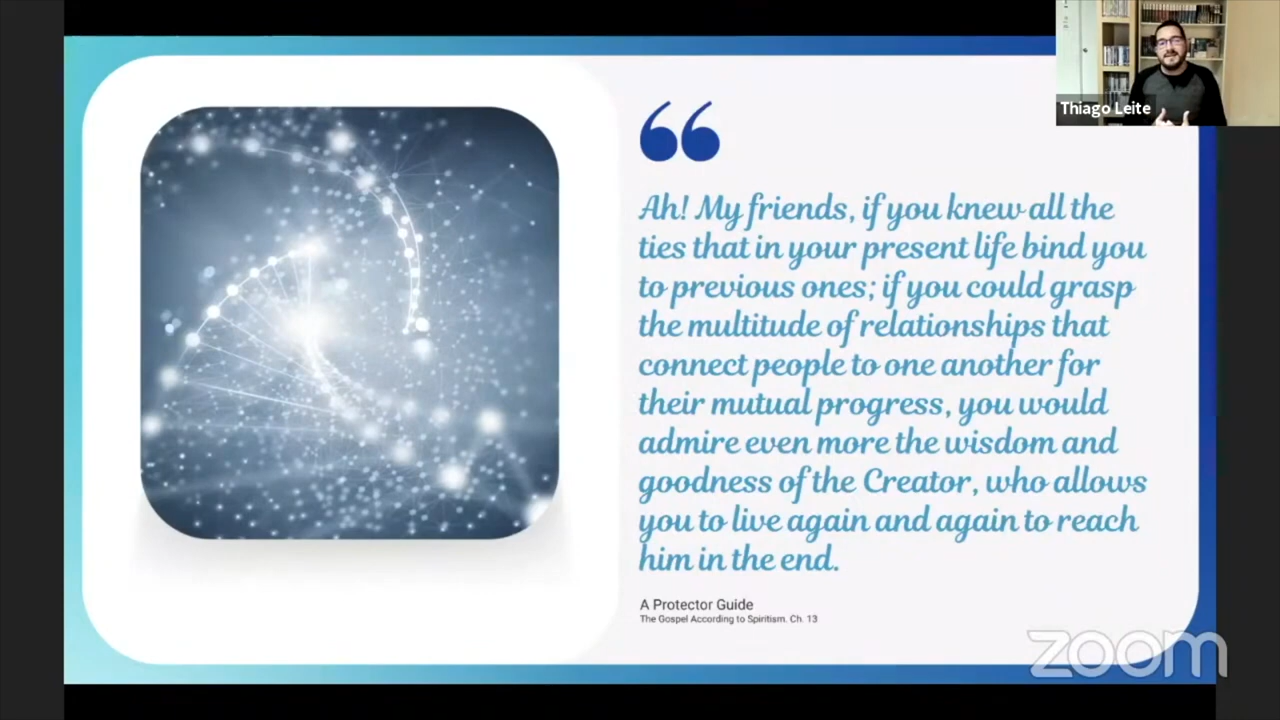 Thiago Leite
Ah! My friends, if you knew all the
ties that in your present life bind you
to previous ones; if you could grasp
the multitude of relationships that
connect people to one another for
their mutual progress, you would
admire even more the wisdom and
goodness of the Creator, who allows
you to live again and again to reach
him in the end.
A Protector Guide
The Gospel According to Spiritism. Ch. 13
zoom